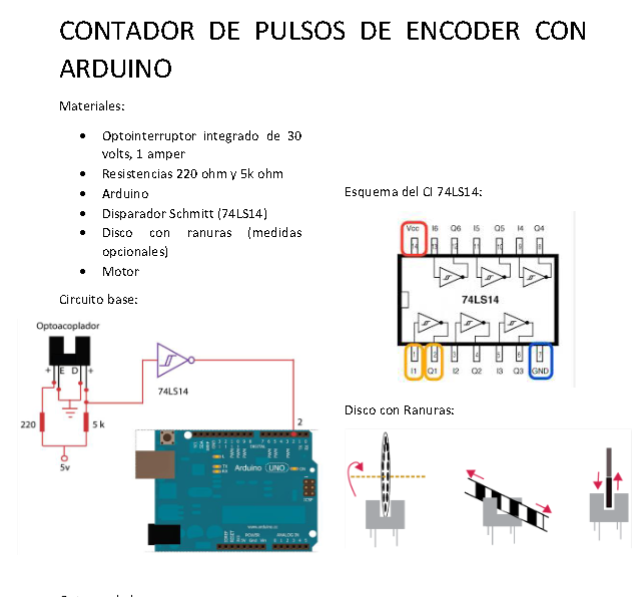 CONTADOR DE PULSOS DE ENCODER CON
ARDUINO
Materiales:
• Optointerruptor integrado de 30
volts, 1 amper
• Resistencias 220 ohm y 5k ohm
• Arduino
• Disparador Schmitt (74LS14)
• Disco con ranuras (medidas
opcionales)
• Motor
Circuito base:
Optoacoplador
+ E D +
74LS14
220
5 k
5v
2
Arduino UNO
Esquema del CI 74LS14:
Vcc I6 Q6 I5 Q5 I4 Q4
74LS14
I1 Q1 I2 Q2 I3 Q3 GND
Disco con Ranuras: